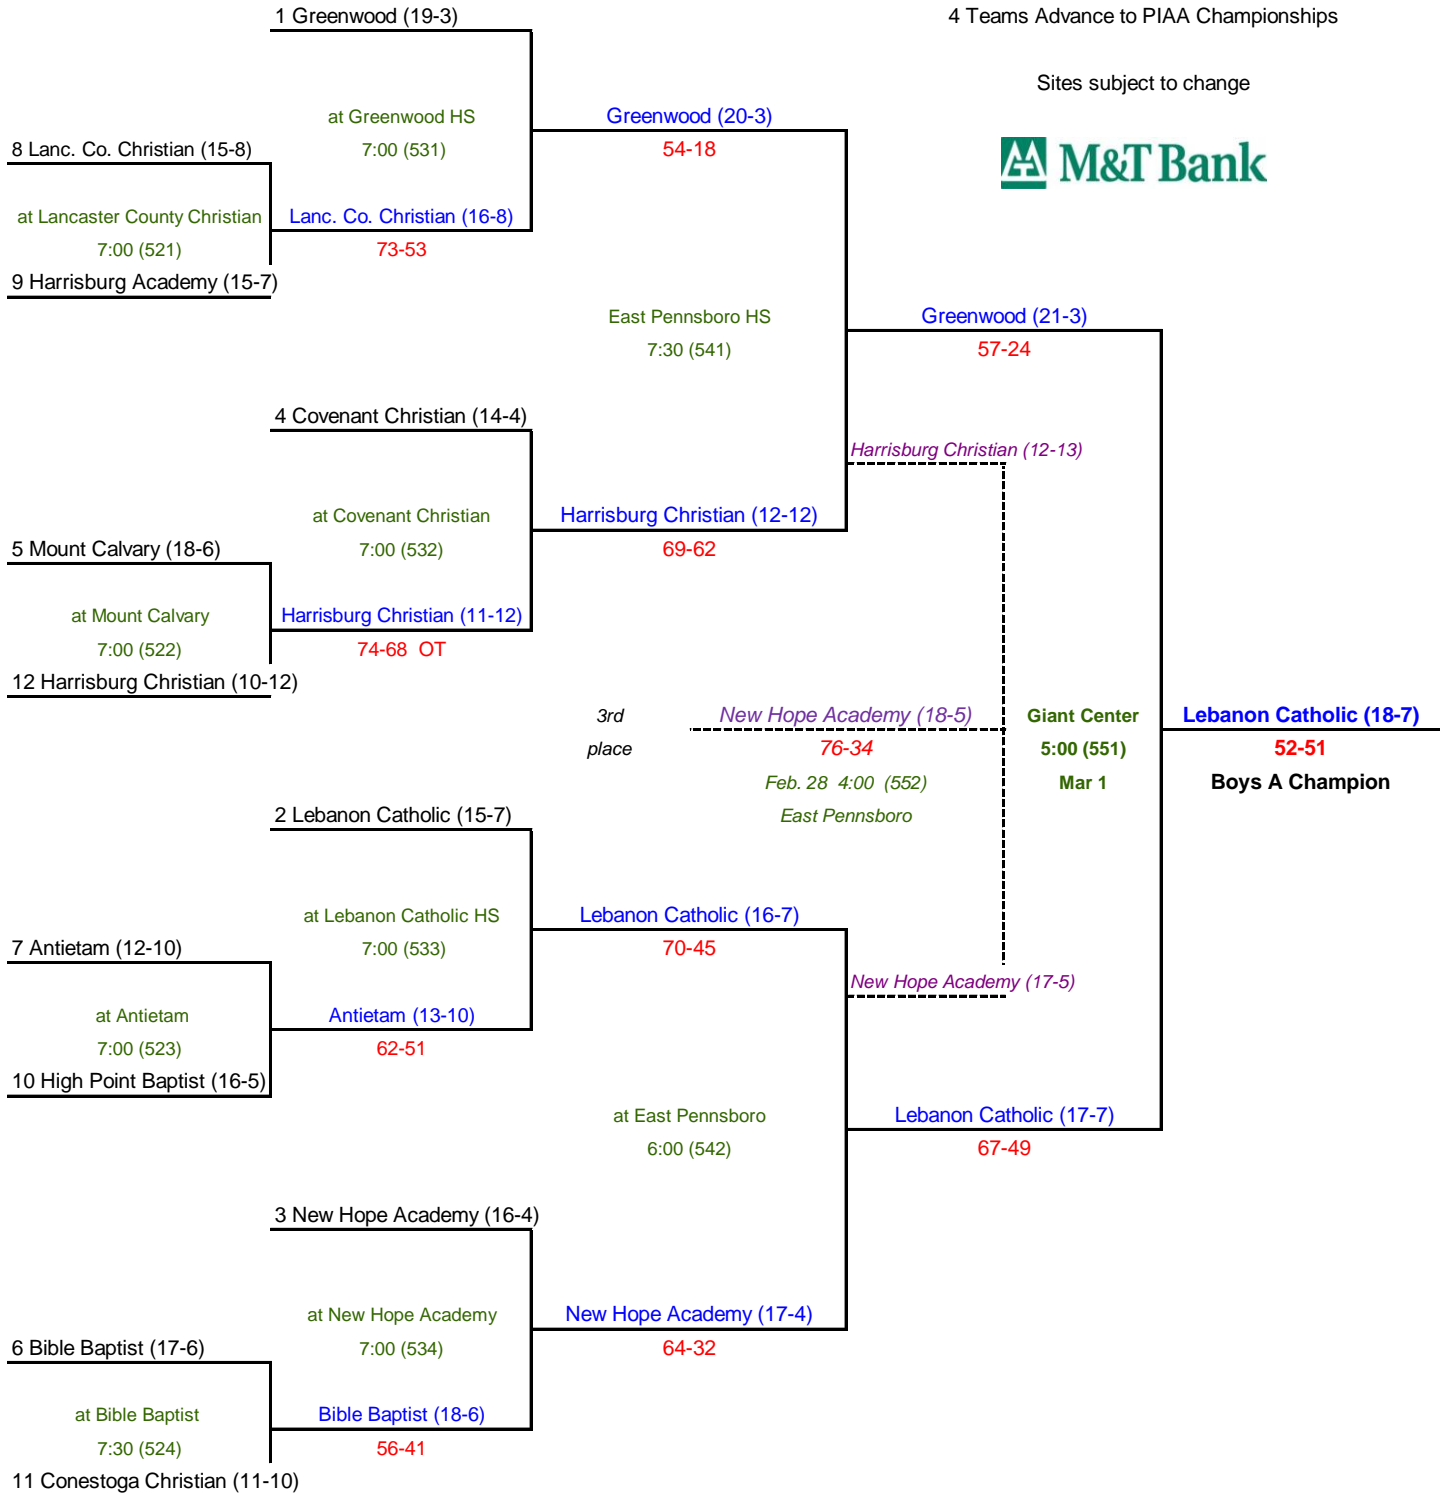 1 Greenwood (19-3)
4 Teams Advance to PIAA Championships
Sites subject to change
at Greenwood HS
Greenwood (20-3)
8 Lanc. Co. Christian (15-8)
7:00 (531)
54-18
M&T Bank
at Lancaster County Christian
Lanc. Co. Christian (16-8)
7:00 (521)
73-53
9 Harrisburg Academy (15-7)
East Pennsboro HS
Greenwood (21-3)
7:30 (541)
57-24
4 Covenant Christian (14-4)
Harrisburg Christian (12-13)
at Covenant Christian
Harrisburg Christian (12-12)
5 Mount Calvary (18-6)
7:00 (532)
69-62
at Mount Calvary
Harrisburg Christian (11-12)
7:00 (522)
74-68 OT
12 Harrisburg Christian (10-12)
3rd
New Hope Academy (18-5)
Giant Center
Lebanon Catholic (18-7)
place
76-34
5:00 (551)
52-51
Feb. 28 4:00 (552)
Mar 1
Boys A Champion
2 Lebanon Catholic (15-7)
East Pennsboro
at Lebanon Catholic HS
Lebanon Catholic (16-7)
7 Antietam (12-10)
7:00 (533)
70-45
New Hope Academy (17-5)
at Antietam
Antietam (13-10)
7:00 (523)
62-51
10 High Point Baptist (16-5)
at East Pennsboro
Lebanon Catholic (17-7)
6:00 (542)
67-49
3 New Hope Academy (16-4)
at New Hope Academy
New Hope Academy (17-4)
6 Bible Baptist (17-6)
7:00 (534)
64-32
at Bible Baptist
Bible Baptist (18-6)
7:30 (524)
56-41
11 Conestoga Christian (11-10)